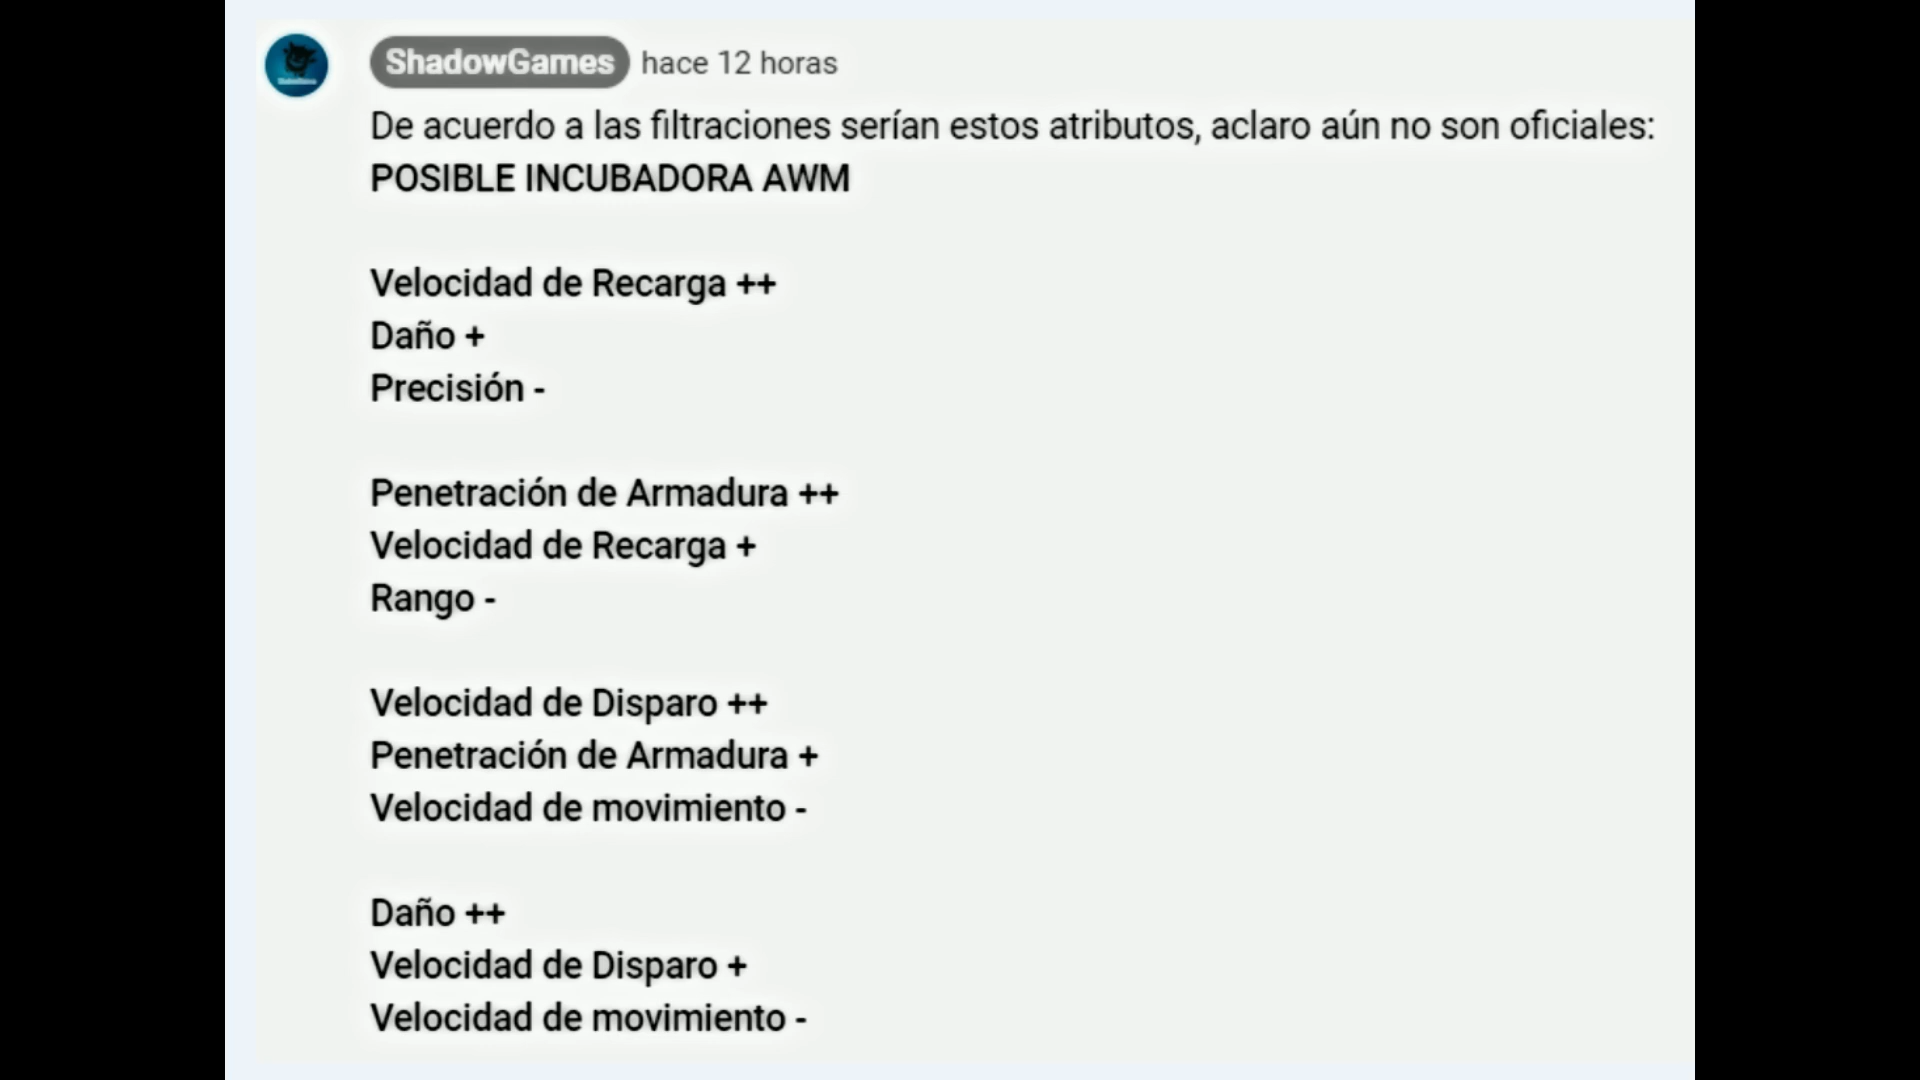 ShadowGames hace 12 horas
De acuerdo a las filtraciones serían estos atributos, aclaro aún no son oficiales:
POSIBLE INCUBADORA AWM
Velocidad de Recarga ++
Daño +
Precisión -
Penetración de Armadura ++
Velocidad de Recarga +
Rango -
Velocidad de Disparo ++
Penetración de Armadura +
Velocidad de movimiento -
Daño ++
Velocidad de Disparo +
Velocidad de movimiento -